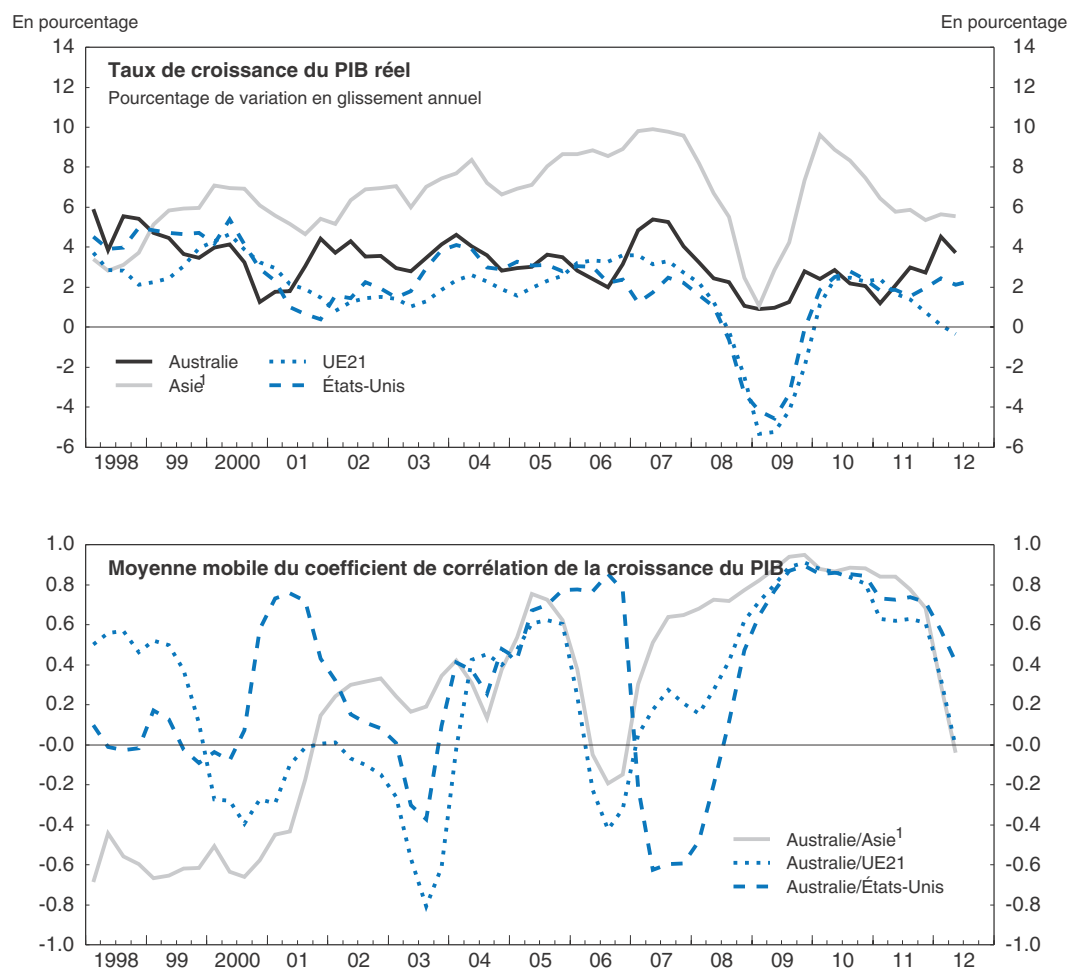 En pourcentage En pourcentage
14 14
Taux de croissance du PIB réel
12 12
Pourcentage de variation en glissement annuel
10 10
8 8
6 6
4 4
2 2
0 0
Australie UE21
-2 -2
Asie1 États-Unis
-4 -4
-6 -6
1998 99 2000 01 02 03 04 05 06 07 08 09 10 11 12
1.0 1.0
Moyenne mobile du coefficient de corrélation de la croissance du PIB
0.8 0.8
0.6 0.6
0.4 0.4
0.2 0.2
-0.0 -0.0
-0.2 -0.2
-0.4 -0.4
Australie/Asie1
-0.6 -0.6
Australie/UE21
Australie/États-Unis
-0.8 -0.8
-1.0 -1.0
1998 99 2000 01 02 03 04 05 06 07 08 09 10 11 12